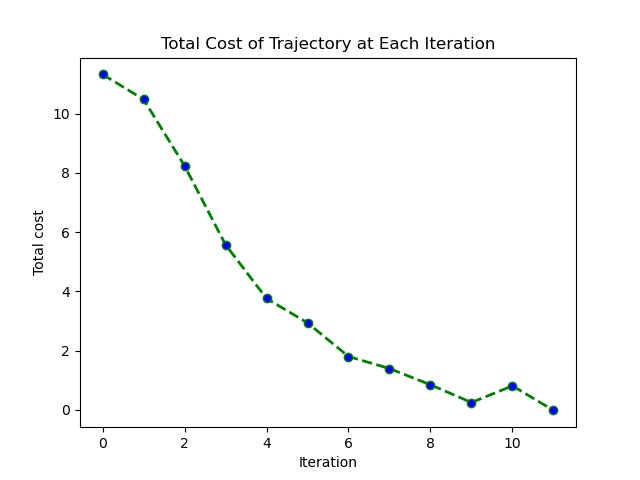 Total Cost of Trajectory at Each Iteration
Total cost
10
8
6
4
2
0
0 2 4 6 8 10
Iteration